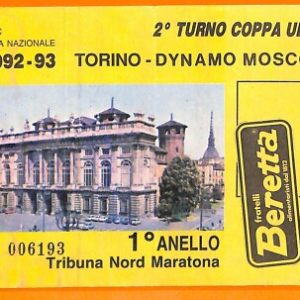 C
A NAZIONALE
992-93
2° TURNO COPPA U
TORINO - DYNAMO MOSC
fratelli
Beretta
alimentaristi dal 1812
006193
1° ANELLO
Tribuna Nord Maratona